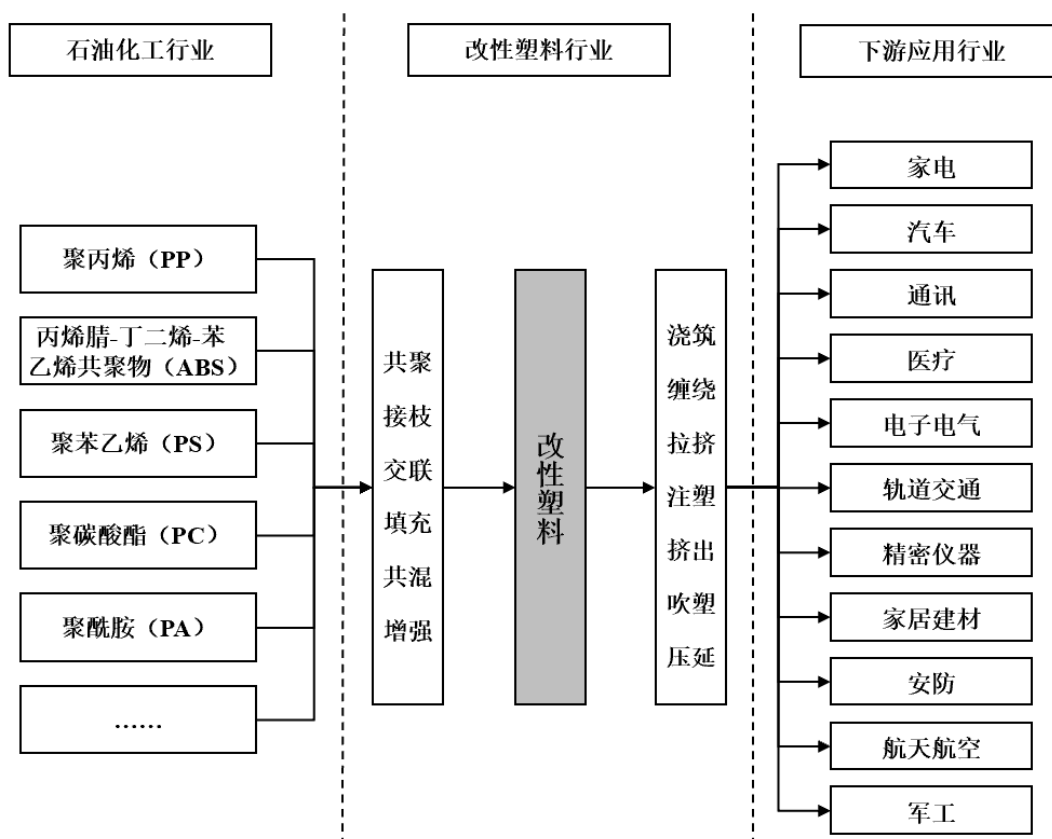 石油化工行业
改性塑料行业
下游应用行业
聚丙烯（PP）
丙烯腊-丁二烯-苯
乙烯共聚物（ABS）
聚苯乙烯（PS）
聚碳酸酯（PC）
聚酰胺（PA）
……
共聚
接枝
交联
填充
共混
增强
改性塑料
浇筑
缠绕
拉挤
注塑
挤出
吹塑
压延
家电
汽车
通讯
医疗
电子电气
轨道交通
精密仪器
家居建材
安防
航天航空
军工